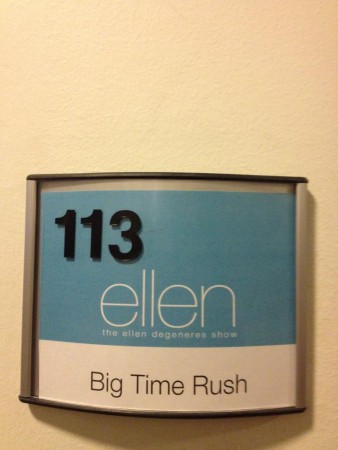 113
ellen
the ellen degeneres show
Big Time Rush